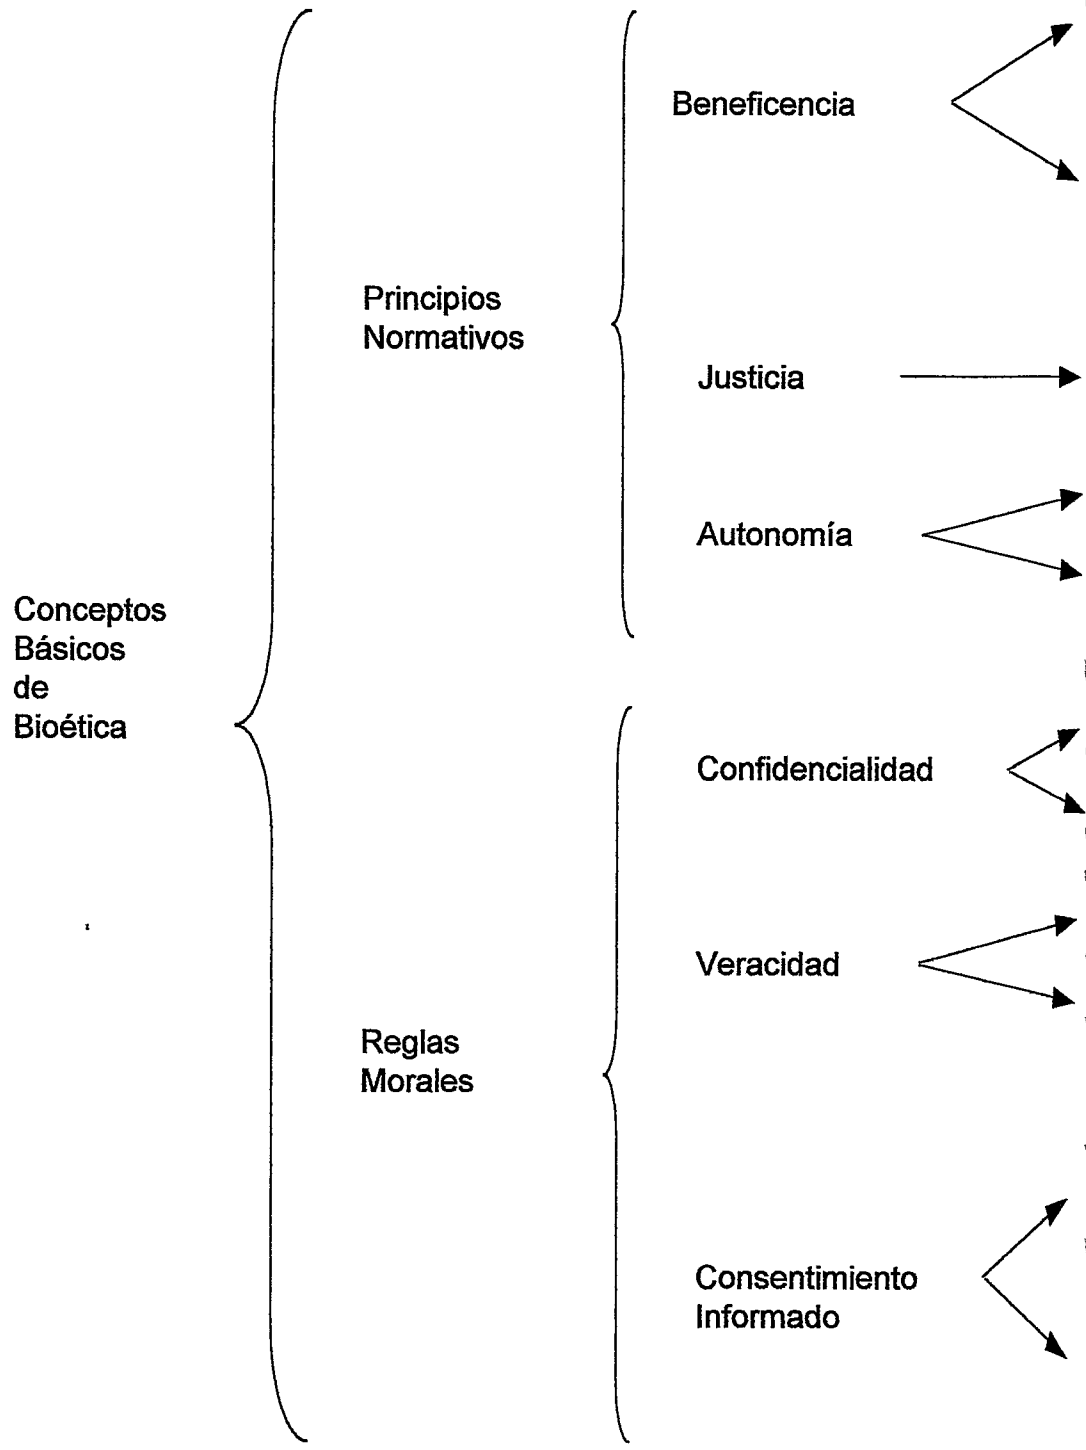 Conceptos
Básicos
de
Bioética
Principios
Normativos
Beneficencia
Justicia
Autonomía
Reglas
Morales
Confidencialidad
Veracidad
Consentimiento
Informado